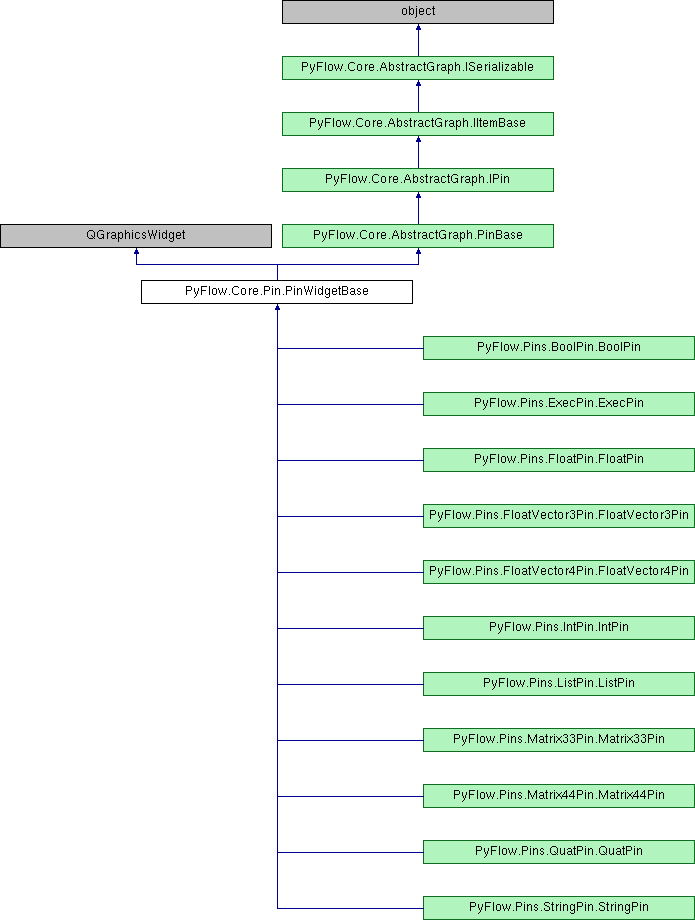 object
PyFlow.Core.AbstractGraph.ISerializable
PyFlow.Core.AbstractGraph.IItemBase
PyFlow.Core.AbstractGraph.IPin
QGraphicsWidget
PyFlow.Core.AbstractGraph.PinBase
PyFlow.Core.Pin.PinWidgetBase
PyFlow.Pins.BoolPin.BoolPin
PyFlow.Pins.ExecPin.ExecPin
PyFlow.Pins.FloatPin.FloatPin
PyFlow.Pins.FloatVector3Pin.FloatVector3Pin
PyFlow.Pins.FloatVector4Pin.FloatVector4Pin
PyFlow.Pins.IntPin.IntPin
PyFlow.Pins.ListPin.ListPin
PyFlow.Pins.Matrix33Pin.Matrix33Pin
PyFlow.Pins.Matrix44Pin.Matrix44Pin
PyFlow.Pins.QuatPin.QuatPin
PyFlow.Pins.StringPin.StringPin